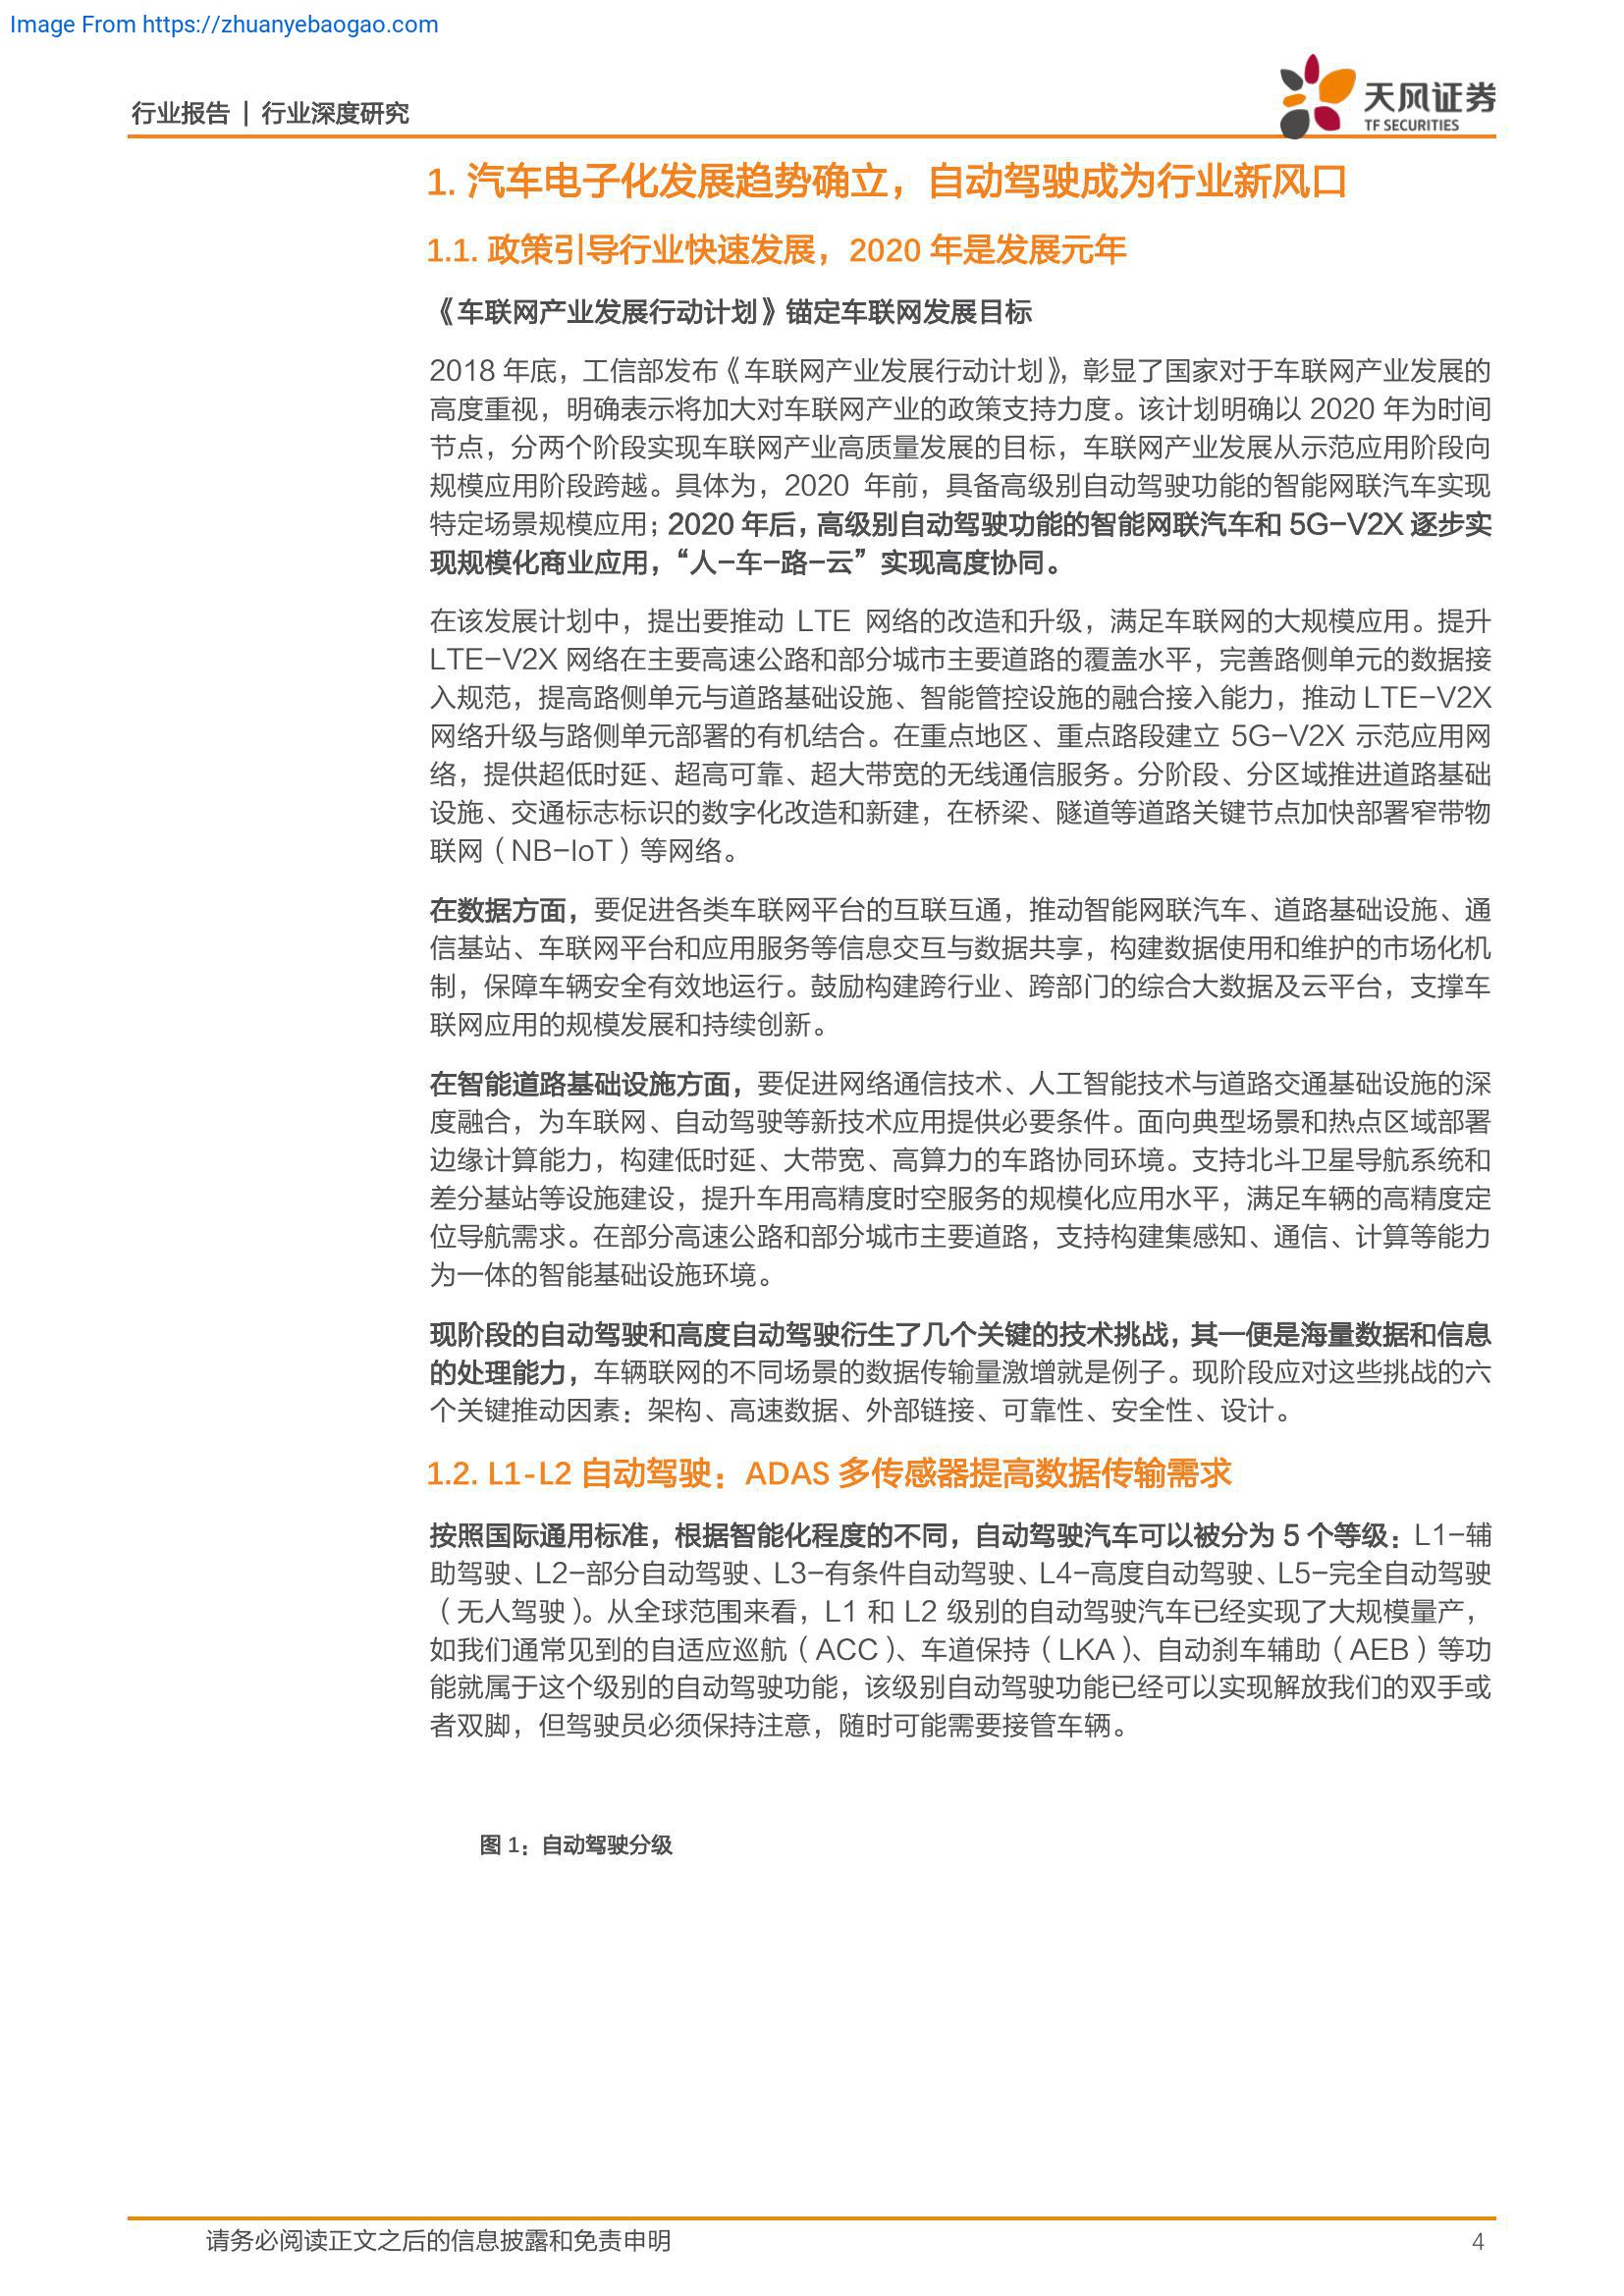 Image From https://zhuanyebaogao.com
行业报告 | 行业深度研究
天风证券
TF SECURITIES
1. 汽车电子化发展趋势确立，自动驾驶成为行业新风口
1.1. 政策引导行业快速发展，2020 年是发展元年
《车联网产业发展行动计划》锚定车联网发展目标
2018 年底，工信部发布《车联网产业发展行动计划》，彰显了国家对于车联网产业发展的
高度重视，明确表示将加大对车联网产业的政策支持力度。该计划明确以 2020 年为时间
节点，分两个阶段实现车联网产业高质量发展的目标，车联网产业发展从示范应用阶段向
规模应用阶段跨越。具体为，2020 年前，具备高级别自动驾驶功能的智能网联汽车实现
特定场景规模应用；2020 年后，高级别自动驾驶功能的智能网联汽车和 5G-V2X 逐步实
现规模化商业应用，“人-车-路-云”实现高度协同。
在该发展计划中，提出要推动 LTE 网络的改造和升级，满足车联网的大规模应用。提升
LTE-V2X 网络在主要高速公路和部分城市主要道路的覆盖水平，完善路侧单元的数据接
入规范，提高路侧单元与道路基础设施、智能管控设施的融合接入能力，推动 LTE-V2X
网络升级与路侧单元部署的有机结合。在重点地区、重点路段建立 5G-V2X 示范应用网
络，提供超低时延、超高可靠、超大带宽的无线通信服务。分阶段、分区域推进道路基础
设施、交通标志标识的数字化改造和新建，在桥梁、隧道等道路关键节点加快部署窄带物
联网（NB-IoT）等网络。
在数据方面，要促进各类车联网平台的互联互通，推动智能网联汽车、道路基础设施、通
信基站、车联网平台和应用服务等信息交互与数据共享，构建数据使用和维护的市场化机
制，保障车辆安全有效地运行。鼓励构建跨行业、跨部门的综合大数据及云平台，支撑车
联网应用的规模发展和持续创新。
在智能道路基础设施方面，要促进网络通信技术、人工智能技术与道路交通基础设施的深
度融合，为车联网、自动驾驶等新技术应用提供必要条件。面向典型场景和热点区域部署
边缘计算能力，构建低时延、大带宽、高算力的车路协同环境。支持北斗卫星导航系统和
差分基站等设施建设，提升车用高精度时空服务的规模化应用水平，满足车辆的高精度定
位导航需求。在部分高速公路和部分城市主要道路，支持构建集感知、通信、计算等能力
为一体的智能基础设施环境。
现阶段的自动驾驶和高度自动驾驶衍生了几个关键的技术挑战，其一便是海量数据和信息
的处理能力，车辆联网的不同场景的数据传输量激增就是例子。现阶段应对这些挑战的六
个关键推动因素：架构、高速数据、外部链接、可靠性、安全性、设计。
1.2. L1-L2 自动驾驶：ADAS 多传感器提高数据传输需求
按照国际通用标准，根据智能化程度的不同，自动驾驶汽车可以被分为 5 个等级：L1-辅
助驾驶、L2-部分自动驾驶、L3-有条件自动驾驶、L4-高度自动驾驶、L5-完全自动驾驶
（无人驾驶）。从全球范围来看，L1 和 L2 级别的自动驾驶汽车已经实现了大规模量产，
如我们通常见到的自适应巡航（ACC）、车道保持（LKA）、自动刹车辅助（AEB）等功
能就属于这个级别的自动驾驶功能，该级别自动驾驶功能已经可以实现解放我们的双手或
者双脚，但驾驶员必须保持注意，随时可能需要接管车辆。
图 1：自动驾驶分级
请务必阅读正文之后的信息披露和免责申明
4